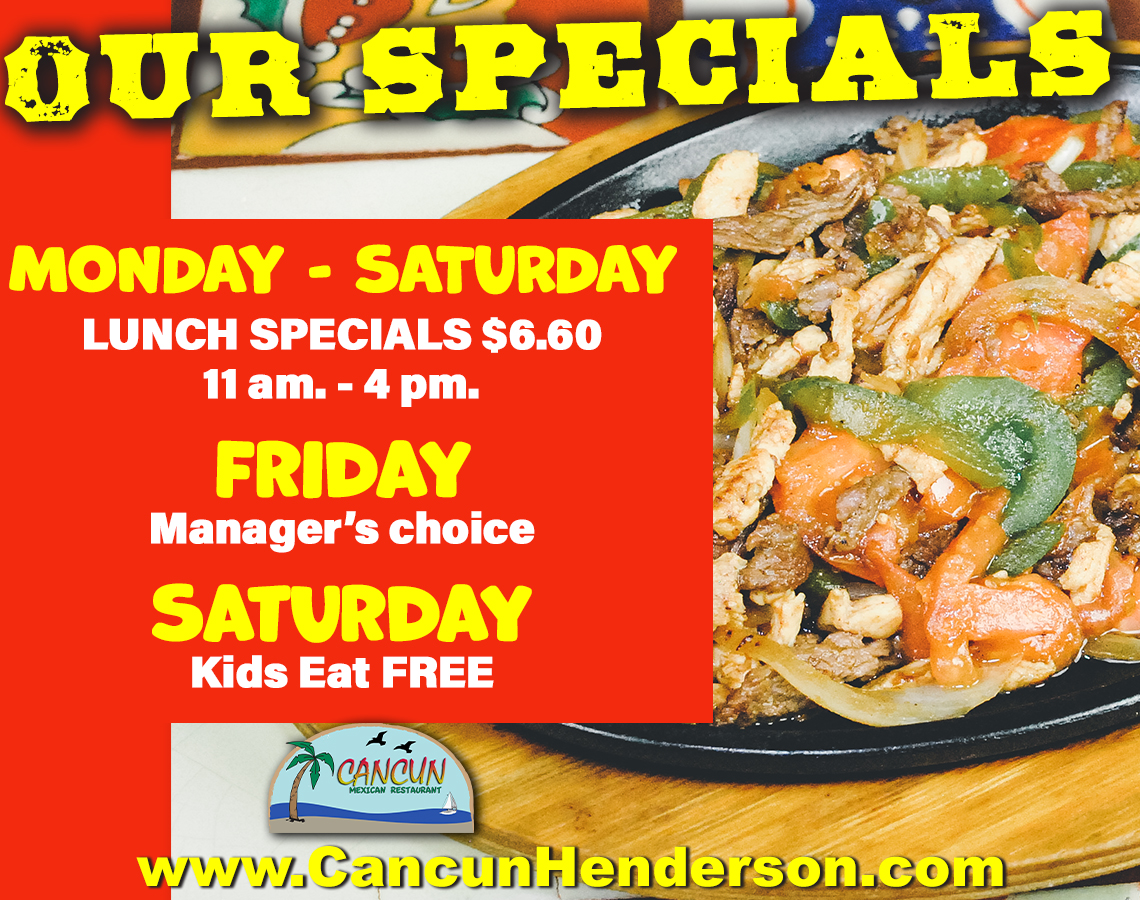 OUR SPECIALS
MONDAY - SATURDAY
LUNCH SPECIALS $6.60
11 am. - 4 pm.
FRIDAY
Manager's choice
SATURDAY
Kids Eat FREE
CANCUN
MEXICAN RESTAURANT
www.CancunHenderson.com